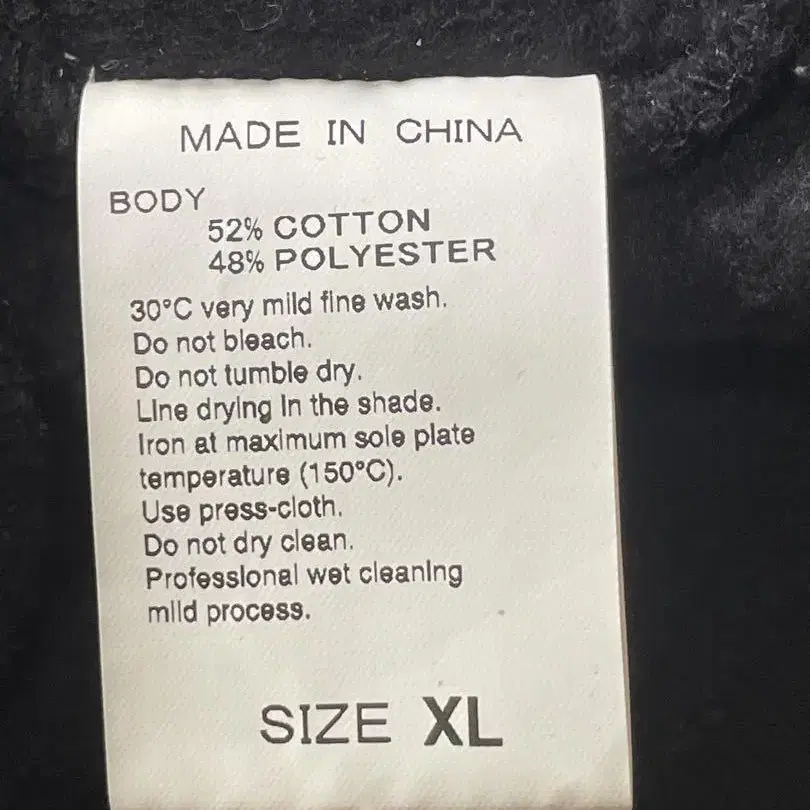 MADE IN CHINA
BODY
52% COTTON
48% POLYESTER
30°C very mild fine wash.
Do not bleach.
Do not tumble dry.
Line drying in the shade.
Iron at maximum sole plate
temperature (150°C).
Use press-cloth.
Do not dry clean.
Professional wet cleaning
mild process.
SIZE XL